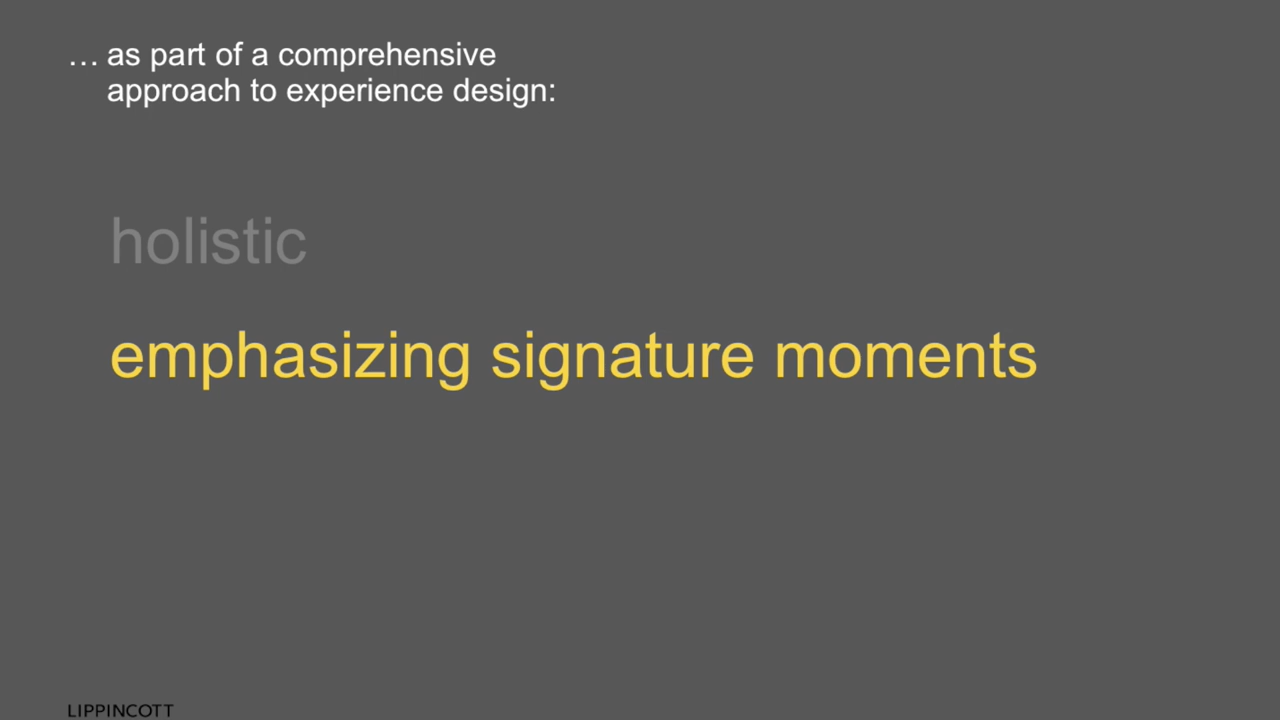 … as part of a comprehensive
approach to experience design:
holistic
emphasizing signature moments
LIPPINCOTT